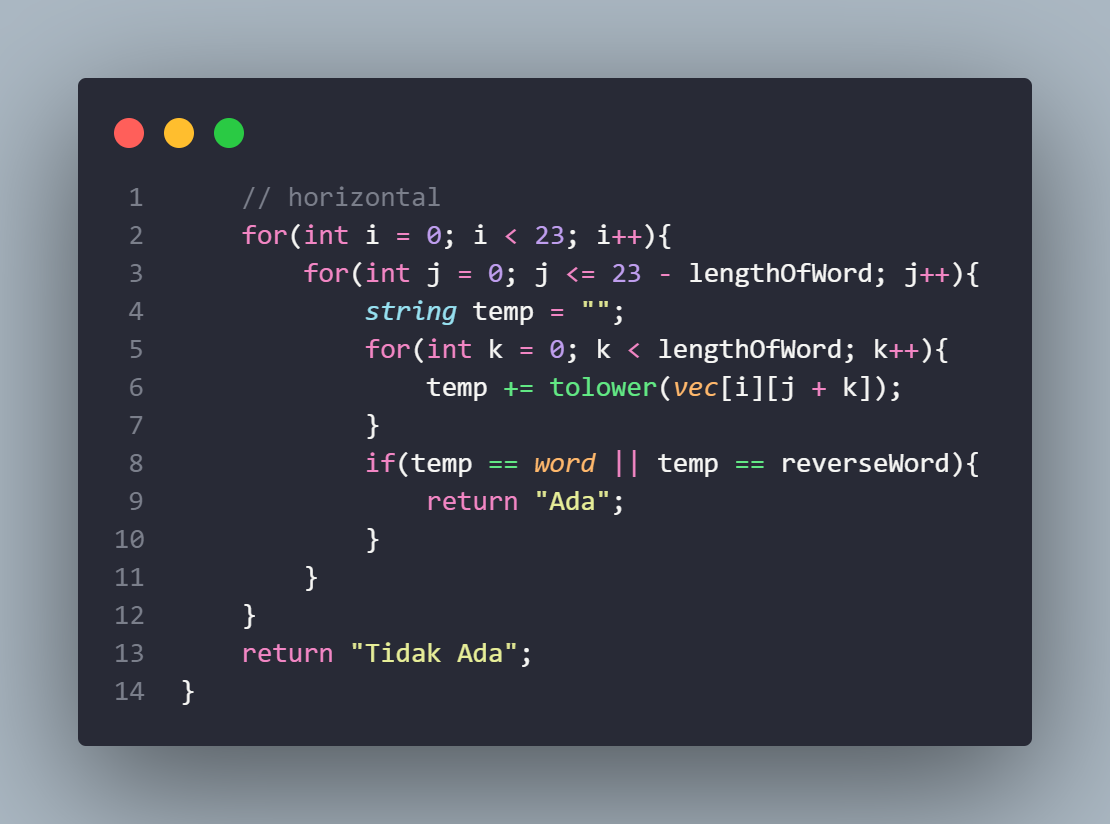 1 // horizontal
2 for(int i = 0; i < 23; i++){
3 for(int j = 0; j <= 23 - lengthOfWord; j++){
4 string temp = "";
5 for(int k = 0; k < lengthOfWord; k++){
6 temp += tolower(vec[i][j + k]);
7 }
8 if(temp == word || temp == reverseWord){
9 return "Ada";
10 }
11 }
12 }
13 return "Tidak Ada";
14 }